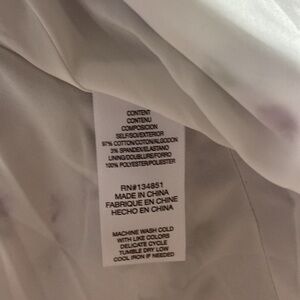 CONTENT
CONTENU
COMPOSICION
SELF/SOI/EXTERIOR
97% COTTON/COTON/ALGODON
3% SPANDEX/ELASTANO
LINING/DOUBLURE/FORRO
100% POLYESTER/POLIESTER
RN#134851
MADE IN CHINA
FABRIQUE EN CHINE
HECHO EN CHINA
MACHINE WASH COLD
WITH LIKE COLORS
DELICATE CYCLE
TUMBLE DRY LOW
COOL IRON IF NEEDED